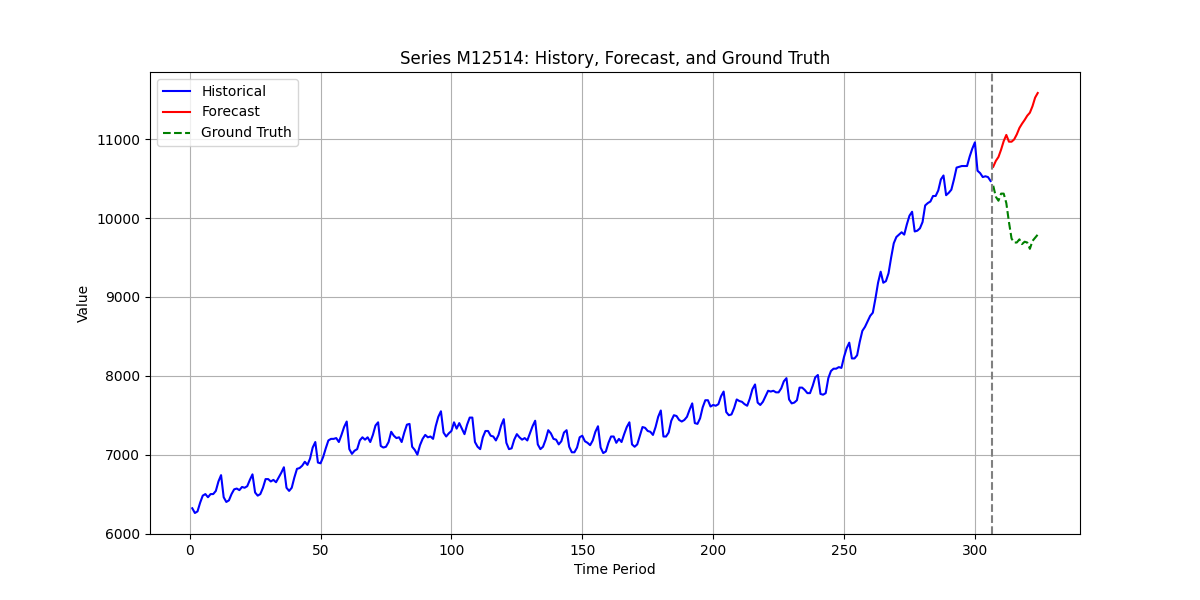 Series M12514: History, Forecast, and Ground Truth
Historical
Forecast
Ground Truth
11000
10000
9000
8000
7000
6000
Value
0 50 100 150 200 250 300
Time Period